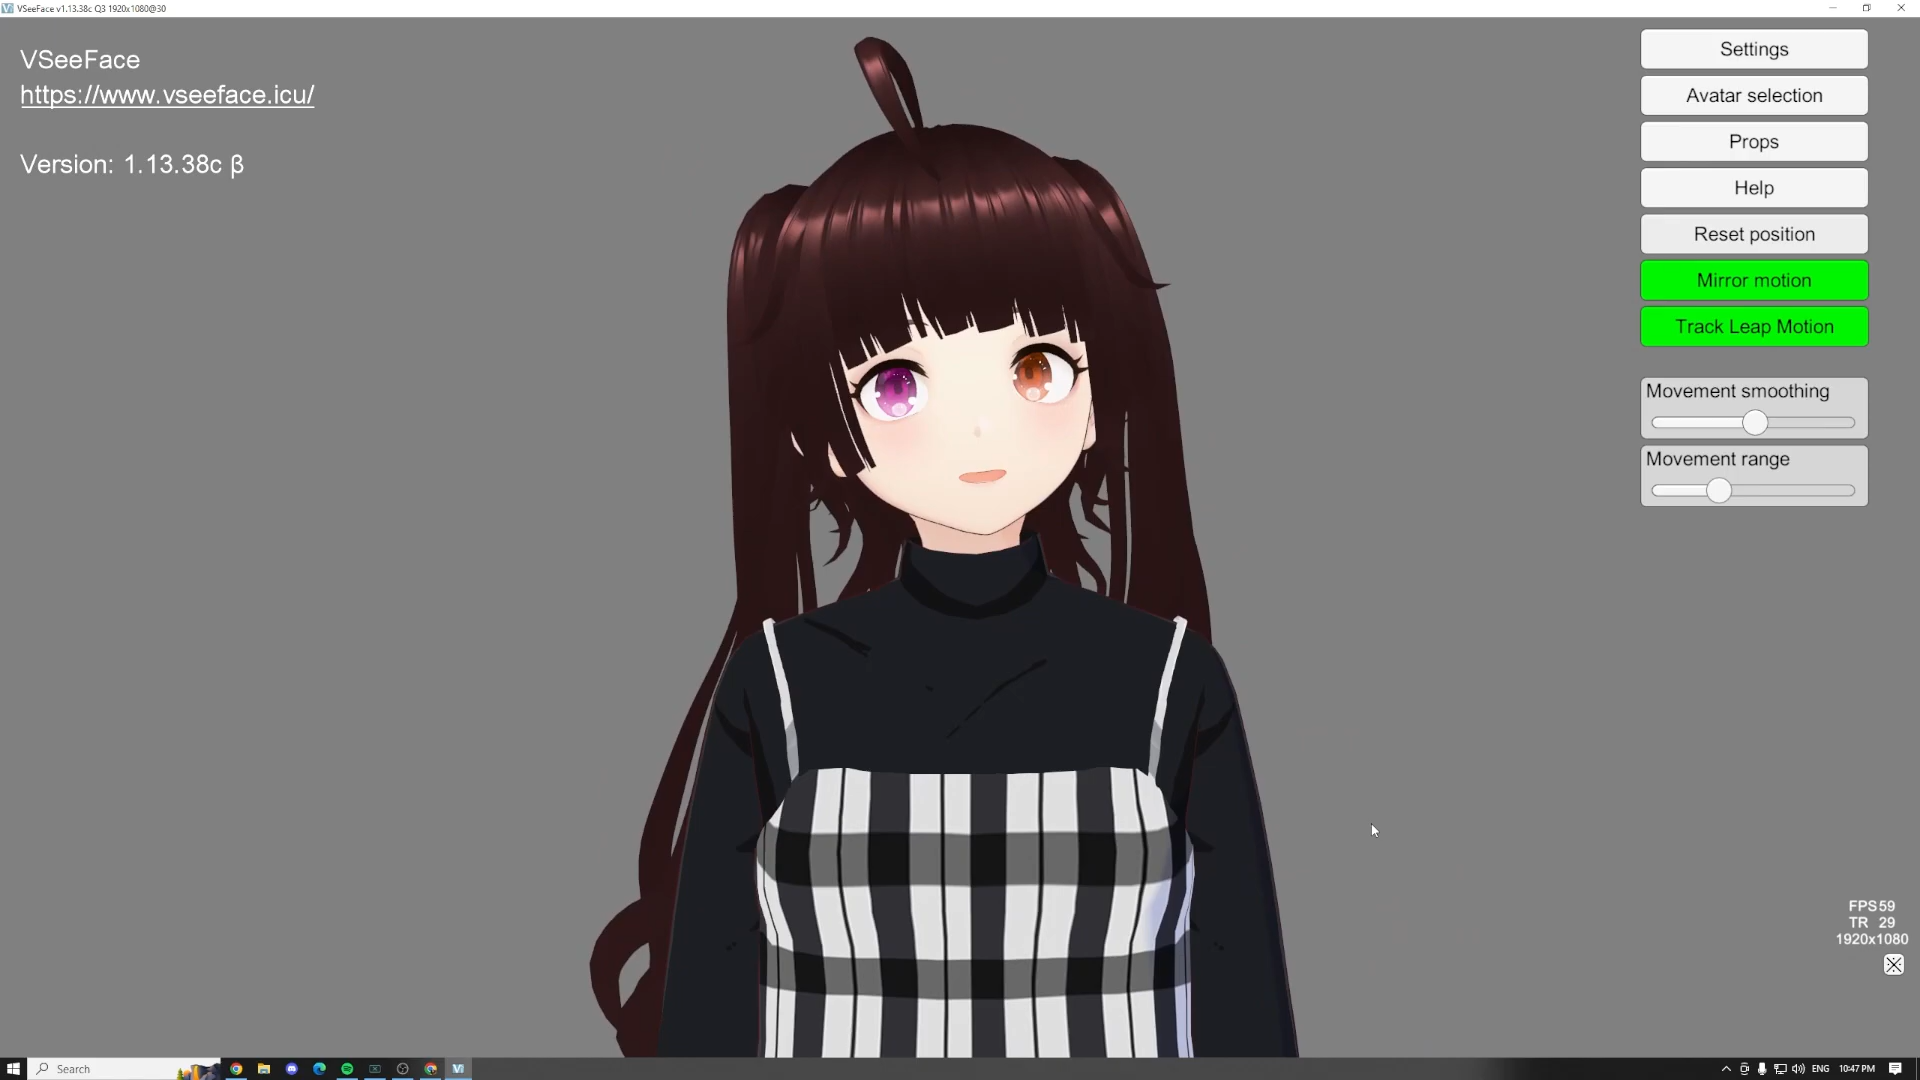 VSeeFace v1.13.38c Q3 1920x1080@30
VSeeFace
https://www.vseeface.icu/
Version: 1.13.38c β
Settings
Avatar selection
Props
Help
Reset position
Mirror motion
Track Leap Motion
Movement smoothing
Movement range
FPS 59
TR 29
1920x1080
Search
ENG
10:47 PM